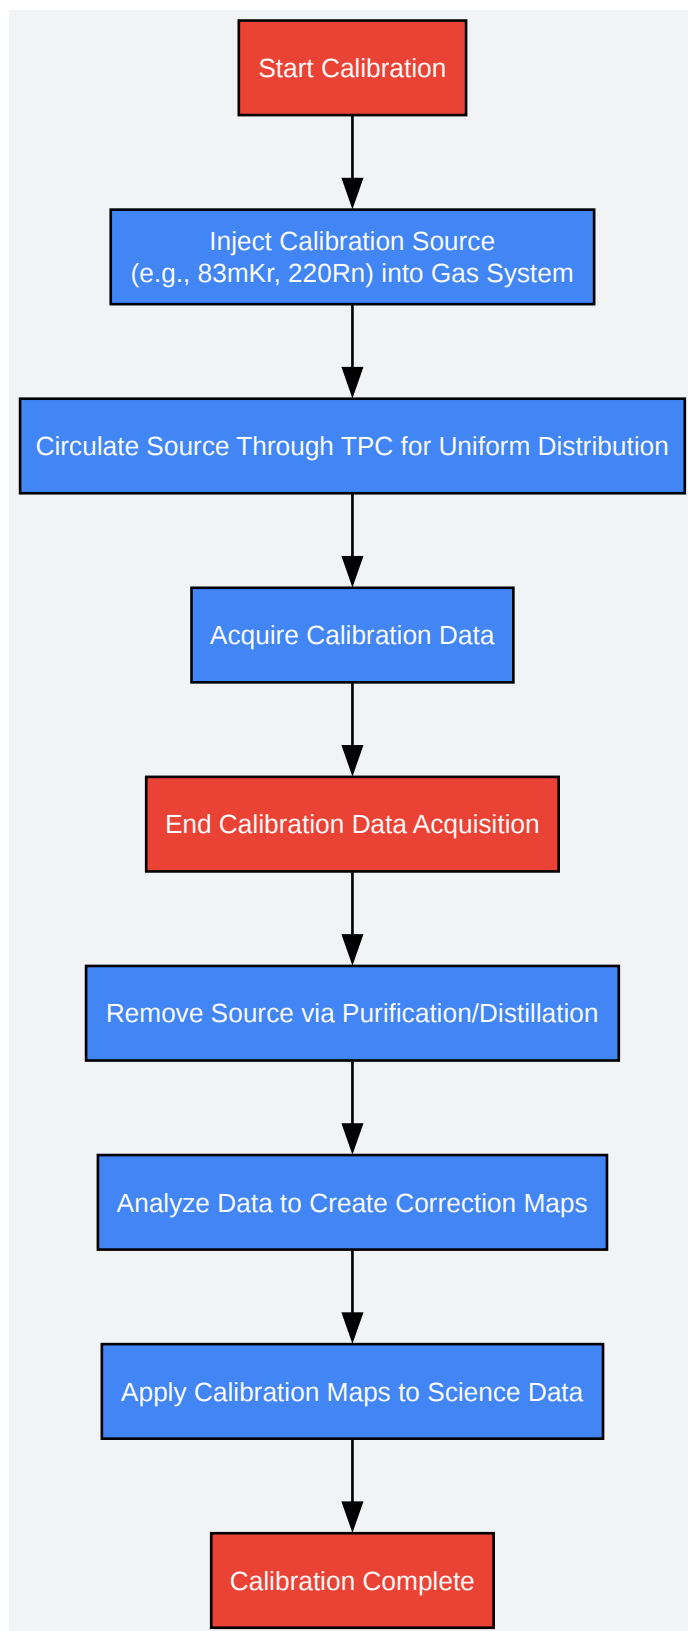 Start Calibration
Inject Calibration Source
(e.g., 83mKr, 220Rn) into Gas System
Circulate Source Through TPC for Uniform Distribution
Acquire Calibration Data
End Calibration Data Acquisition
Remove Source via Purification/Distillation
Analyze Data to Create Correction Maps
Apply Calibration Maps to Science Data
Calibration Complete